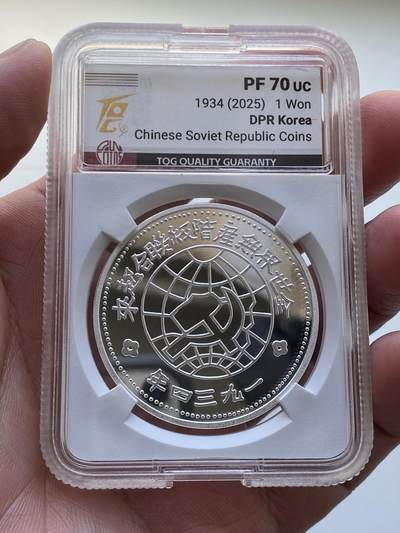 PF 70 UC
1934 (2025) 1 Won
DPR Korea
Chinese Soviet Republic Coins
TQG QUALITY GUARANTY
全世界無產階級聯合起來
一九三四年